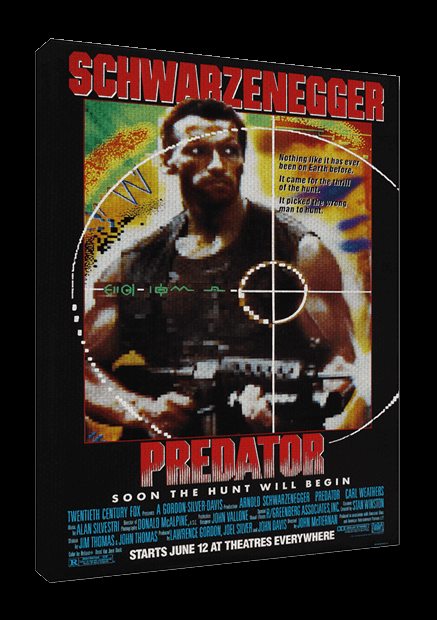 SCHWARZENEGGER
Nothing like it has ever
been on Earth before.
It came for the thrill
of the hunt.
It picked the wrong
man to hunt.
PREDATOR
SOON THE HUNT WILL BEGIN
TWENTIETH CENTURY FOX Presents A GORDON-SILVER-DAVIS Production ARNOLD SCHWARZENEGGER PREDATOR CARL WEATHERS
ALAN SILVESTRI DONALD McALPINE, JOHN VALLONE R/GREENBERG ASSOCIATES, INC. STAN WINSTON
JIM THOMAS & JOHN THOMAS LAWRENCE GORDON, JOEL SILVER and JOHN DAVIS JOHN McTIERNAN
STARTS JUNE 12 AT THEATRES EVERYWHERE